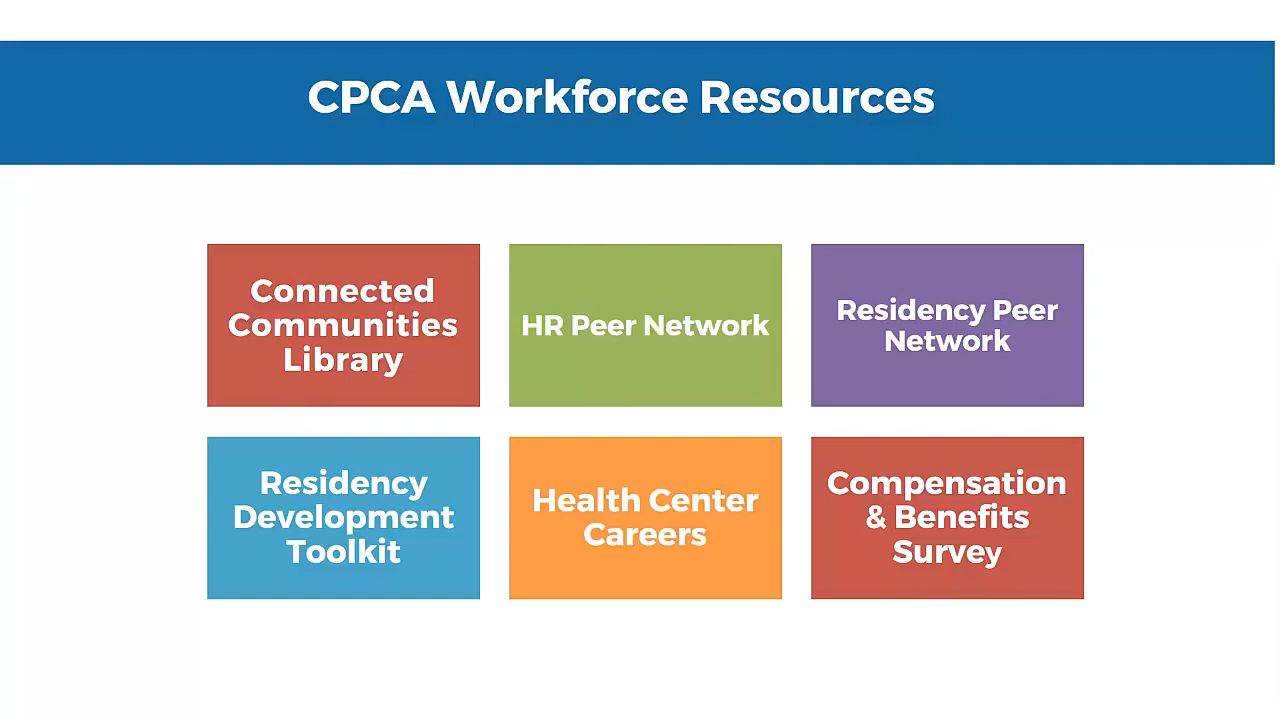 CPCA Workforce Resources
Connected
Communities
Library
HR Peer Network
Residency Peer
Network
Residency
Development
Toolkit
Health Center
Careers
Compensation
& Benefits
Survey